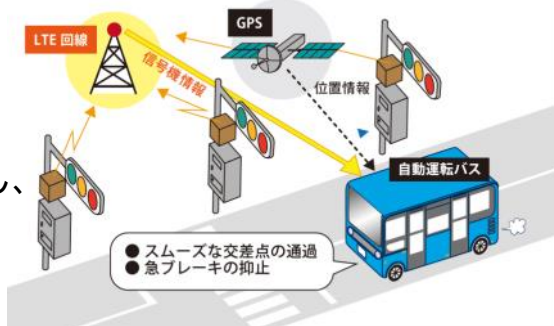 GPS
LTE 回線
信号機情報
位置情報
自動運転バス
し、
● スムーズな交差点の通過
● 急ブレーキの抑止